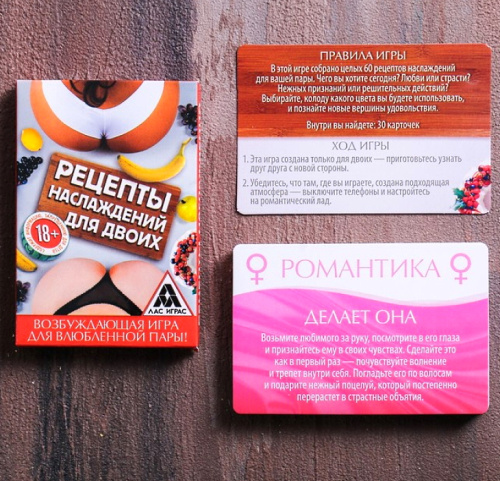 РЕЦЕПТЫ
НАСЛАЖДЕНИЙ
ДЛЯ ДВОИХ
18+
ЛАС ИГРАС
ВОЗБУЖДАЮЩАЯ ИГРА
ДЛЯ ВЛЮБЛЕННОЙ ПАРЫ!
ПРАВИЛА ИГРЫ
В этой игре собрано целых 60 рецептов наслаждений
для вашей пары. Чего вы хотите сегодня? Любви или страсти?
Нежных признаний или решительных действий?
Выбирайте, колоду какого цвета вы будете использовать,
и познайте новые вершины удовольствия.
Внутри вы найдете: 30 карточек
ХОД ИГРЫ
1. Эта игра создана только для двоих — приготовьтесь узнать
друг друга с новой стороны.
2. Убедитесь, что там, где вы играете, создана подходящая
атмосфера — выключите телефоны и настройтесь
на романтический лад.
РОМАНТИКА
ДЕЛАЕТ ОНА
Возьмите любимого за руку, посмотрите в его глаза
и признайтесь ему в своих чувствах. Сделайте это
как в первый раз — почувствуйте волнение
и трепет внутри себя. Погладьте его по волосам
и подарите нежный поцелуй, который постепенно
перерастет в страстные объятия.